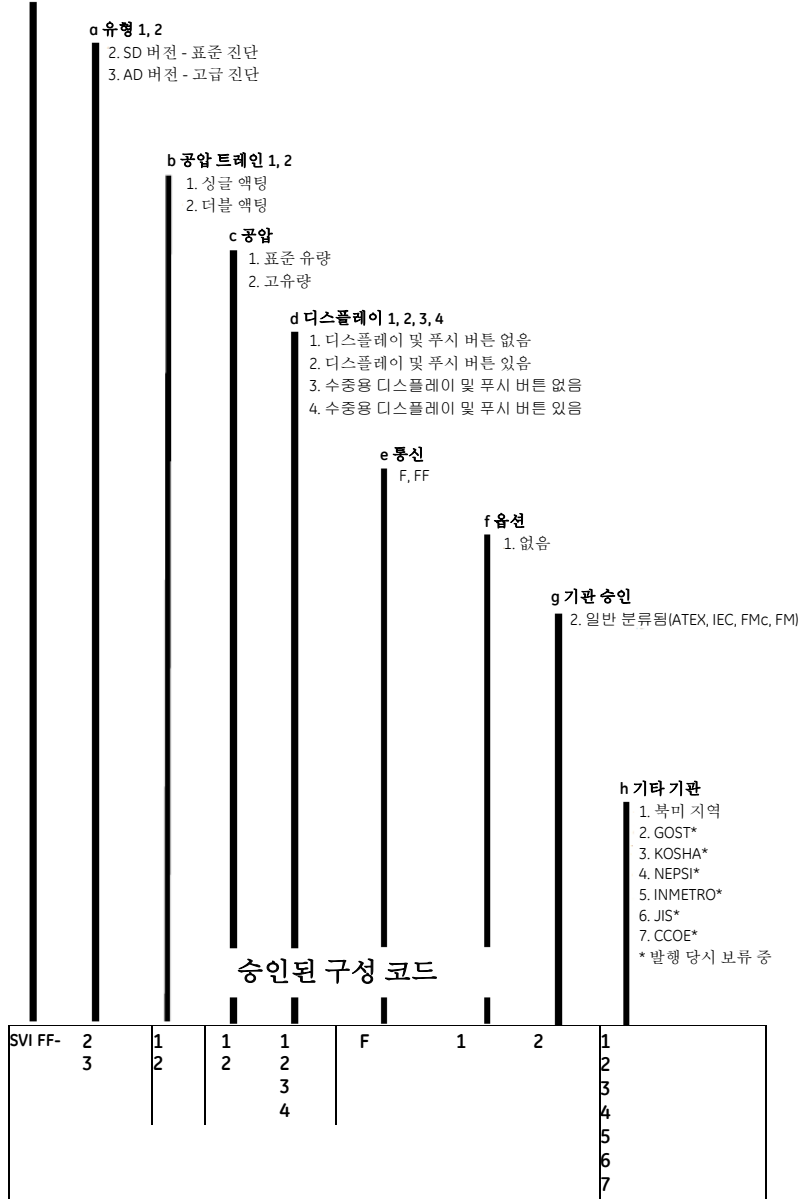 a 유형 1, 2
2. SD 버전 - 표준 진단
3. AD 버전 - 고급 진단
b 공압 트레인 1, 2
1. 싱글 액팅
2. 더블 액팅
c 공압
1. 표준 유량
2. 고유량
d 디스플레이 1, 2, 3, 4
1. 디스플레이 및 푸시 버튼 없음
2. 디스플레이 및 푸시 버튼 있음
3. 수중용 디스플레이 및 푸시 버튼 없음
4. 수중용 디스플레이 및 푸시 버튼 있음
e 통신
F, FF
f 옵션
1. 없음
g 기관 승인
2. 일반 분류됨(ATEX, IEC, FMc, FM)
h 기타 기관
1. 북미 지역
2. GOST*
3. KOSHA*
4. NEPSI*
5. INMETRO*
6. JIS*
7. CCOE*
* 발행 당시 보류 중
승인된 구성 코드
SVI FF- 2 1 1 1 F 1 2 1
3 2 2 2 2
3 3
4 4
5
6
7